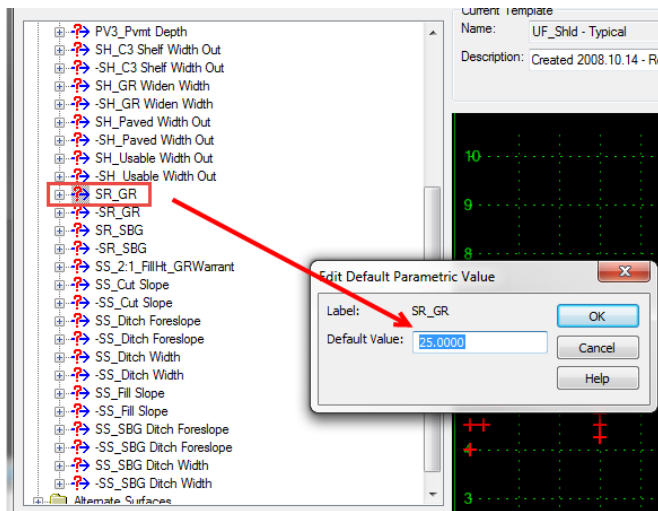 PV3_Pvmt Depth
SH_C3 Shelf Width Out
-SH_C3 Shelf Width Out
SH_GR Widen Width
-SH_GR Widen Width
SH_Paved Width Out
-SH_Paved Width Out
SH_Usable Width Out
-SH_Usable Width Out
SR_GR
-SR_GR
SR_SBG
-SR_SBG
SS_2:1_FillHt_GRWarrant
SS_Cut Slope
-SS_Cut Slope
SS_Ditch Foreslope
-SS_Ditch Foreslope
SS_Ditch Width
-SS_Ditch Width
SS_Fill Slope
-SS_Fill Slope
SS_SBG Ditch Foreslope
-SS_SBG Ditch Foreslope
SS_SBG Ditch Width
-SS_SBG Ditch Width
Alternate Surfaces
Current Template
Name: UF_Shld - Typical
Description: Created 2008.10.14 -
10
9
8
Edit Default Parametric Value
Label: SR_GR
OK
Default Value: 25.0000
Cancel
Help
4
3